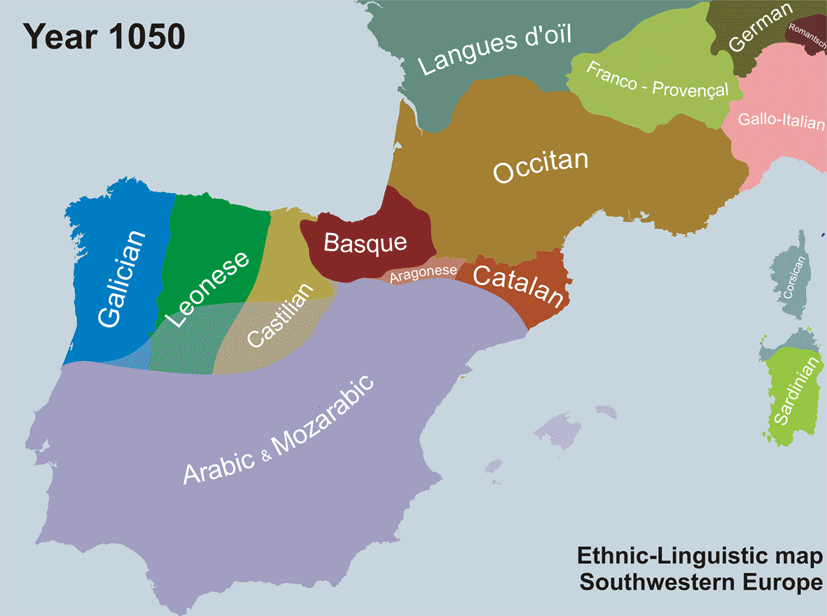 Year 1050
Langues d'oïl
German
Romantsch
Franco - Provençal
Gallo-Italian
Occitan
Galician
Leonese
Castilian
Basque
Aragonese
Catalan
Corsican
Sardinian
Arabic & Mozarabic
Ethnic-Linguistic map
Southwestern Europe